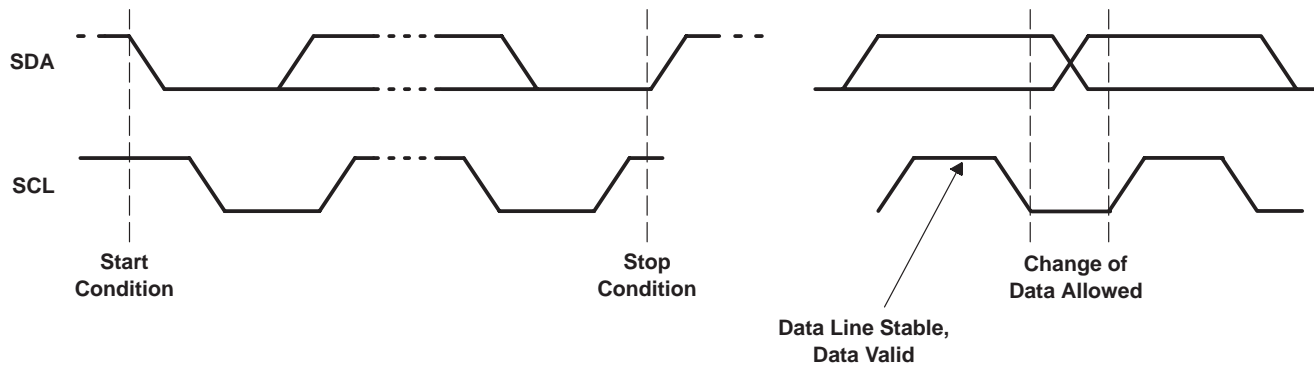 SDA
SCL
Start
Condition
Stop
Condition
Change of
Data Allowed
Data Line Stable,
Data Valid